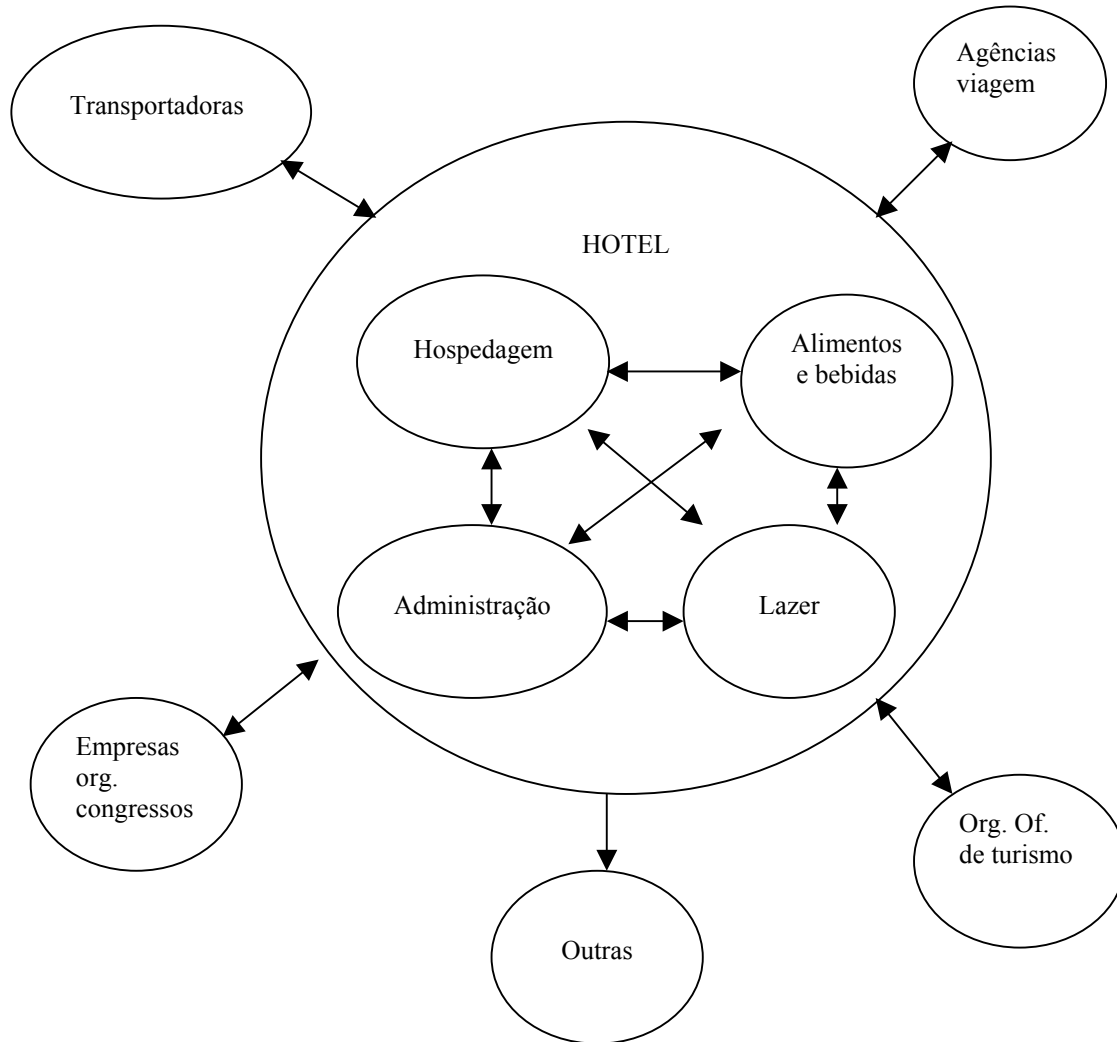 Transportadoras
Agências
viagem
HOTEL
Hospedagem
Alimentos
e bebidas
Administração
Lazer
Empresas
org.
congressos
Org. Of.
de turismo
Outras